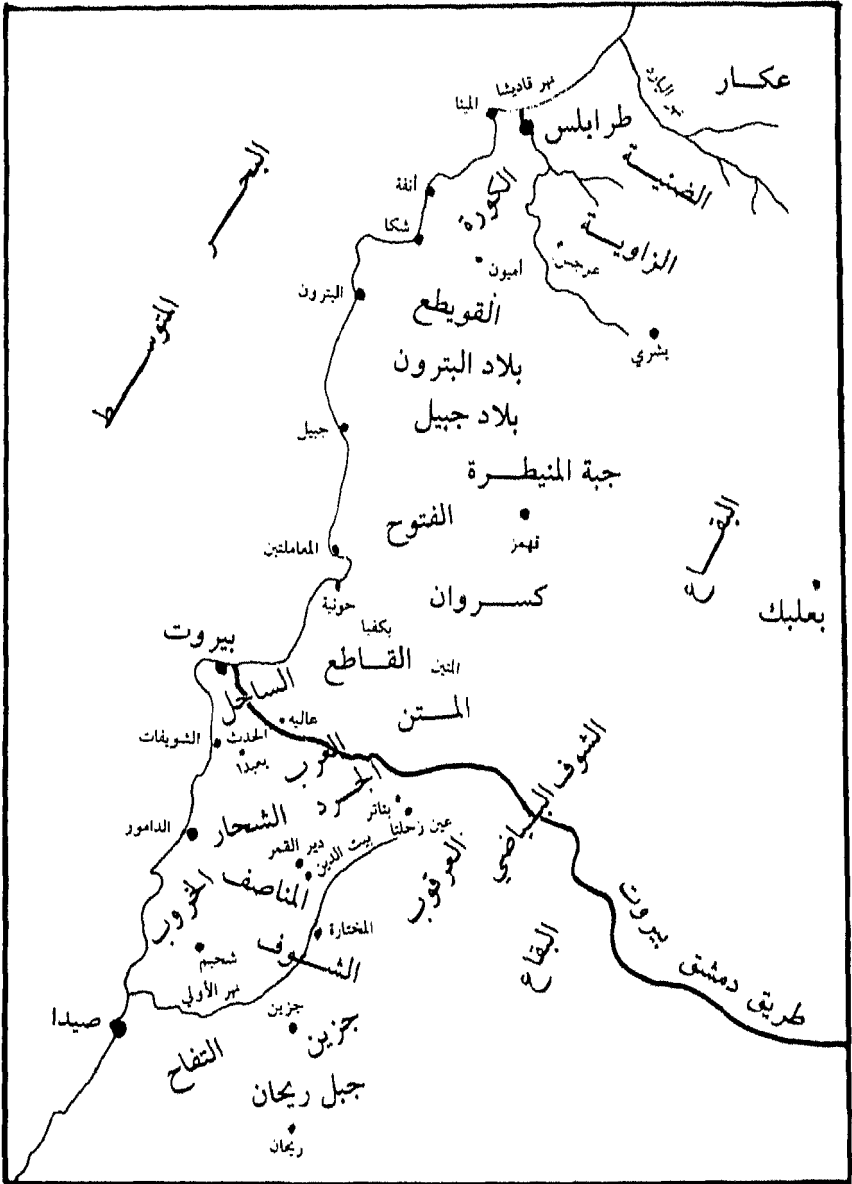 عكار
نهر البارد
نهر قاديشا
المينا
طرابلس
الضنية
البحر
المتوسط
أنفة
الكورة
شكا
الزاوية
عرجس
أميون
البترون
القويطع
بشري
بلاد البترون
بلاد جبيل
جبيل
جبة المنيطرة
الفتوح
قهمز
البقاع
المعاملتين
بعلبك
كسروان
جونية
بكفيا
بيروت
القاطع
المتين
الساحل
المتن
عاليه
الشويفات
الحدث
بعبدا
الغرب
الجرد
الشوف البياضي
الشحار
بتاتر
عين زحلتا
الدامور
دير القمر
بيت الدين
العرقوب
المناصف
الخروب
المختارة
طريق دمشق بيروت
البقاع
شحيم
الشوف
نهر الأولي
صيدا
جزين
جزين
التفاح
جبل ريحان
ريحان